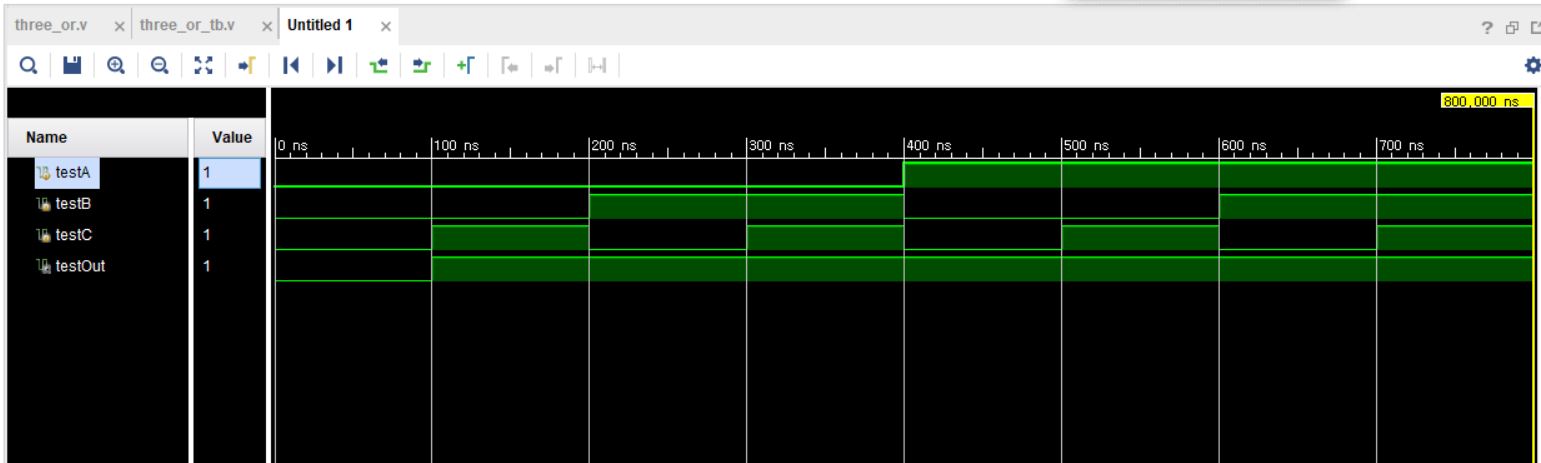 three_or.v × three_or_tb.v × Untitled 1 ×
?
800,000 ns
Name Value
0 ns 100 ns 200 ns 300 ns 400 ns 500 ns 600 ns 700 ns
testA 1
testB 1
testC 1
testOut 1